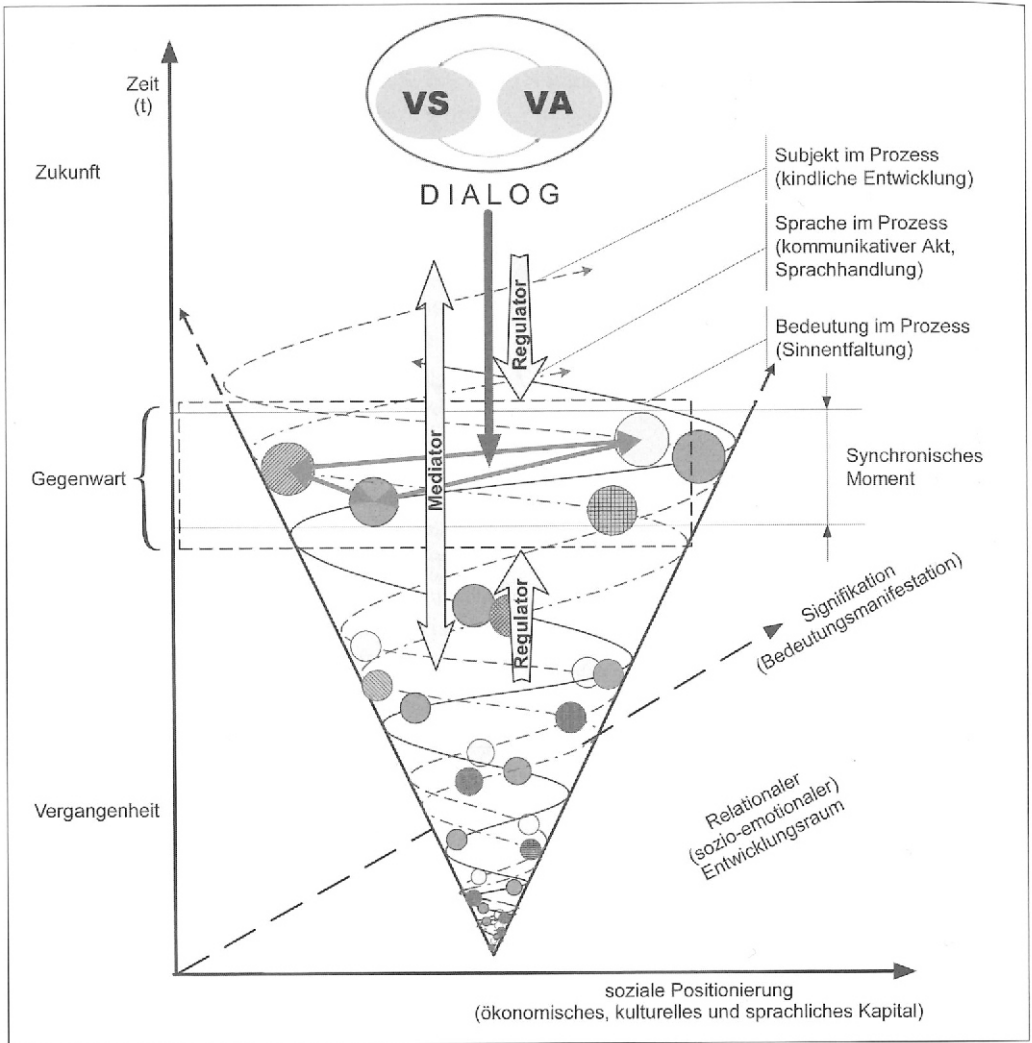 Zeit
(t)
VS
VA
DIALOG
Zukunft
Subjekt im Prozess
(kindliche Entwicklung)
Sprache im Prozess
(kommunikativer Akt,
Sprachhandlung)
Bedeutung im Prozess
(Sinnentfaltung)
Regulator
Mediator
Gegenwart
Synchronisches
Moment
Regulator
Signifikation
(Bedeutungsmanifestation)
Vergangenheit
Relationaler
(sozio-emotionaler)
Entwicklungsraum
soziale Positionierung
(ökonomisches, kulturelles und sprachliches Kapital)